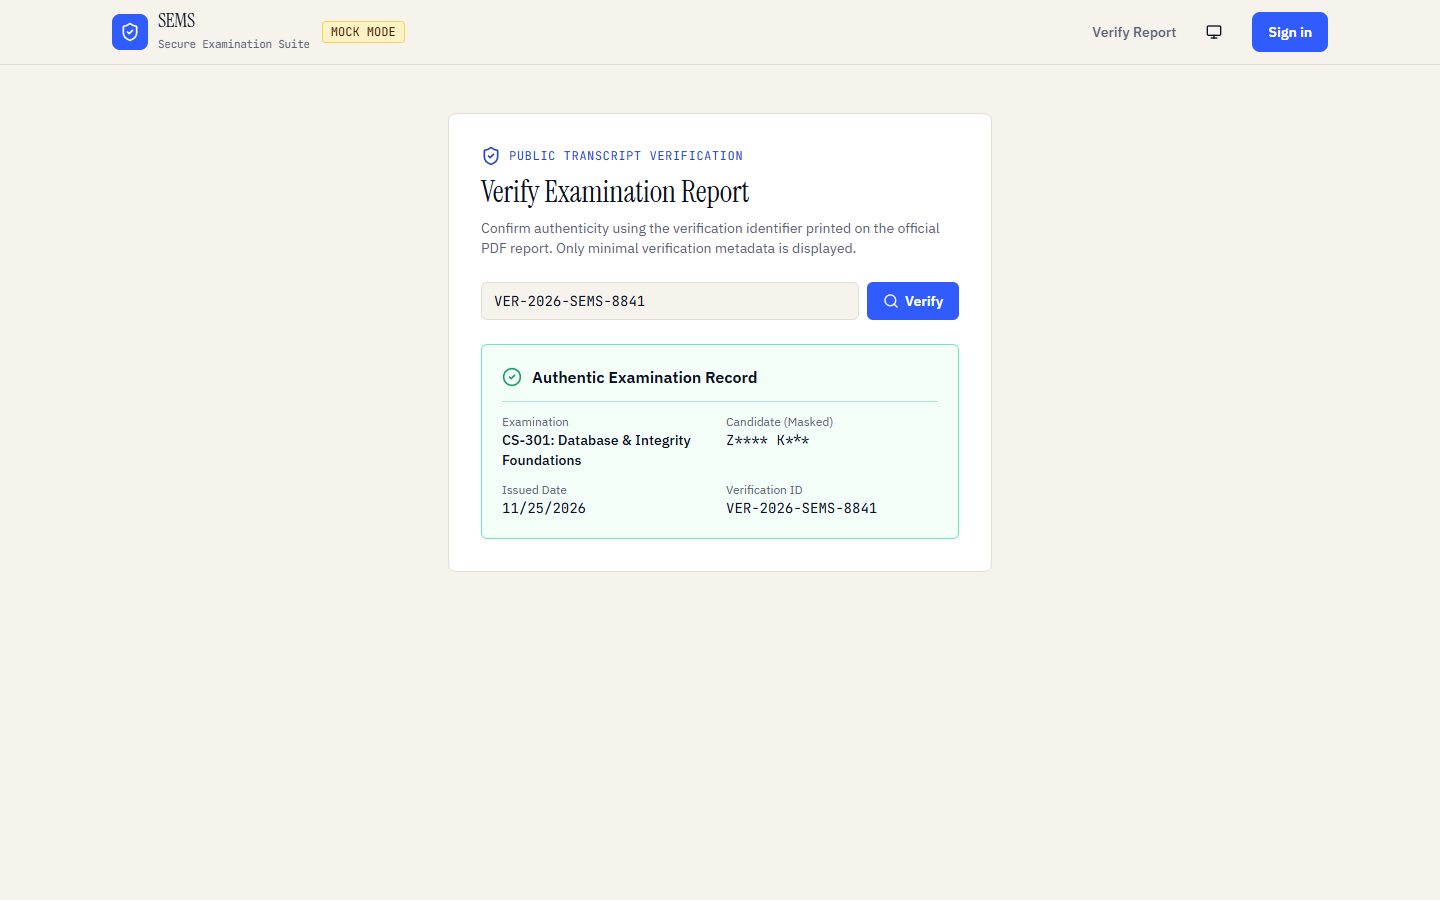 SEMS
Secure Examination Suite
MOCK MODE
Verify Report
Sign in
PUBLIC TRANSCRIPT VERIFICATION
Verify Examination Report
Confirm authenticity using the verification identifier printed on the official
PDF report. Only minimal verification metadata is displayed.
VER-2026-SEMS-8841
Verify
Authentic Examination Record
Examination
CS-301: Database & Integrity
Foundations
Candidate (Masked)
Z**** K***
Issued Date
11/25/2026
Verification ID
VER-2026-SEMS-8841